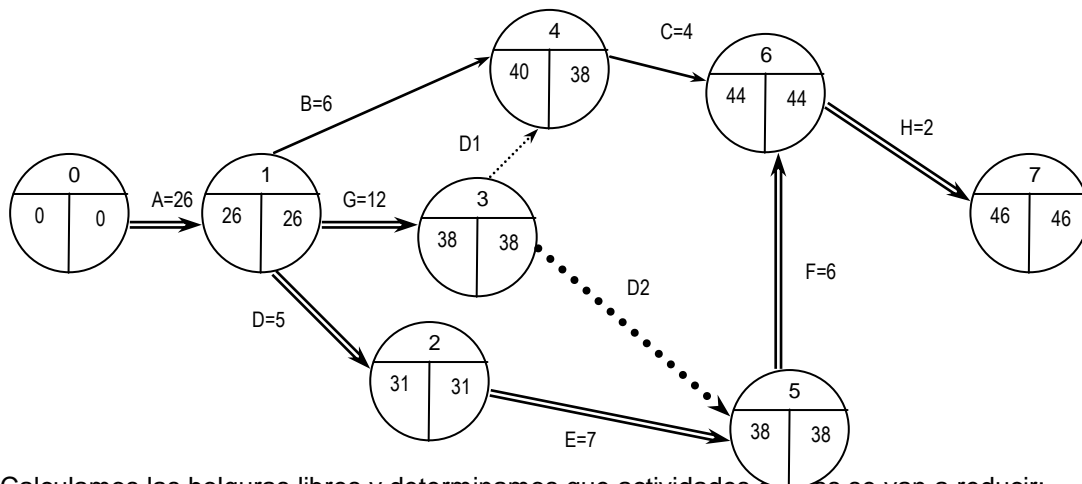 4
40 38
C=4
6
44 44
B=6
D1
H=2
0
0 0
A=26
1
26 26
G=12
3
38 38
7
46 46
D2
F=6
D=5
2
31 31
E=7
5
38 38
Calculamos las holguras libres y determinamos que actividades se van a reducir: